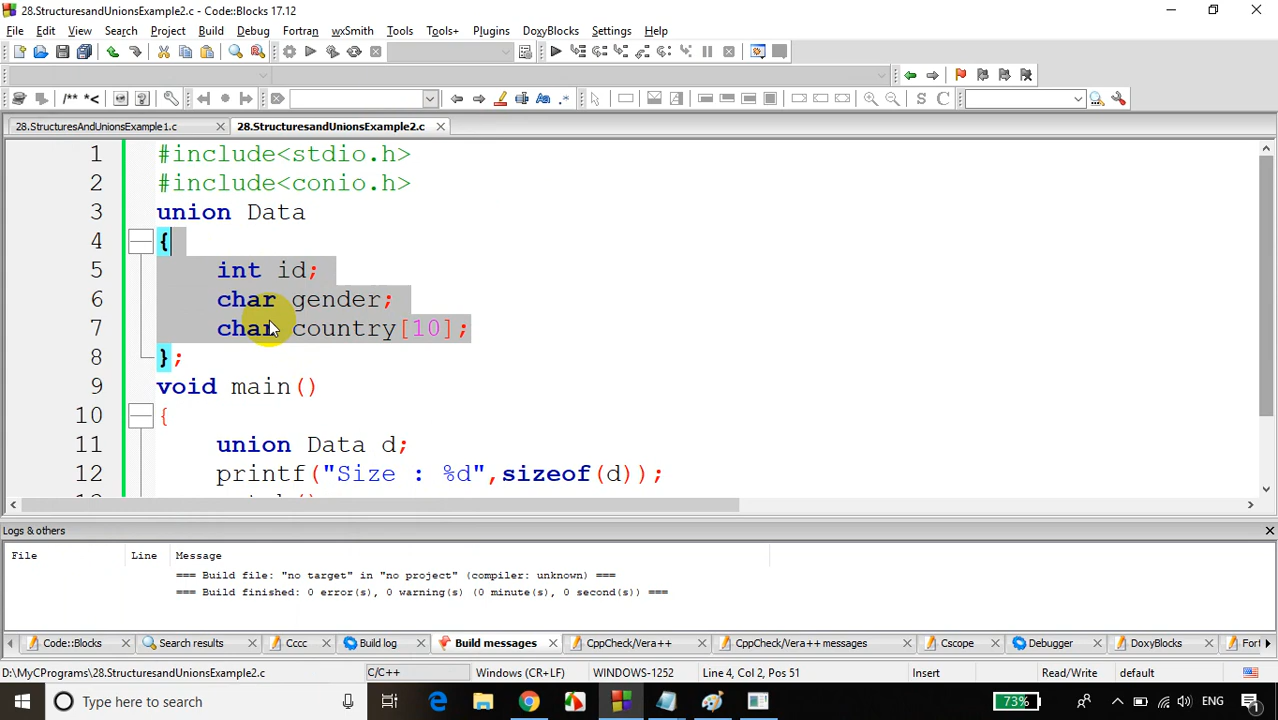 28.StructuresandUnionsExample2.c - Code::Blocks 17.12
File Edit View Search Project Build Debug Fortran wxSmith Tools Tools+ Plugins DoxyBlocks Settings Help
/** *<
S C
28.StructuresAndUnionsExample1.c 28.StructuresandUnionsExample2.c
1 #include<stdio.h>
2 #include<conio.h>
3 union Data
4 {
5 int id;
6 char gender;
7 char country[10];
8 };
9 void main()
10 {
11 union Data d;
12 printf("Size : %d",sizeof(d));
Logs & others
File Line Message
=== Build file: "no target" in "no project" (compiler: unknown) ===
=== Build finished: 0 error(s), 0 warning(s) (0 minute(s), 0 second(s)) ===
Code::Blocks Search results Cccc Build log Build messages CppCheck/Vera++ CppCheck/Vera++ messages Cscope Debugger DoxyBlocks
D:\MyCPrograms\28.StructuresandUnionsExample2.c C/C++ Windows (CR+LF) WINDOWS-1252 Line 4, Col 2, Pos 51 Insert Read/Write default
Type here to search 73% ENG